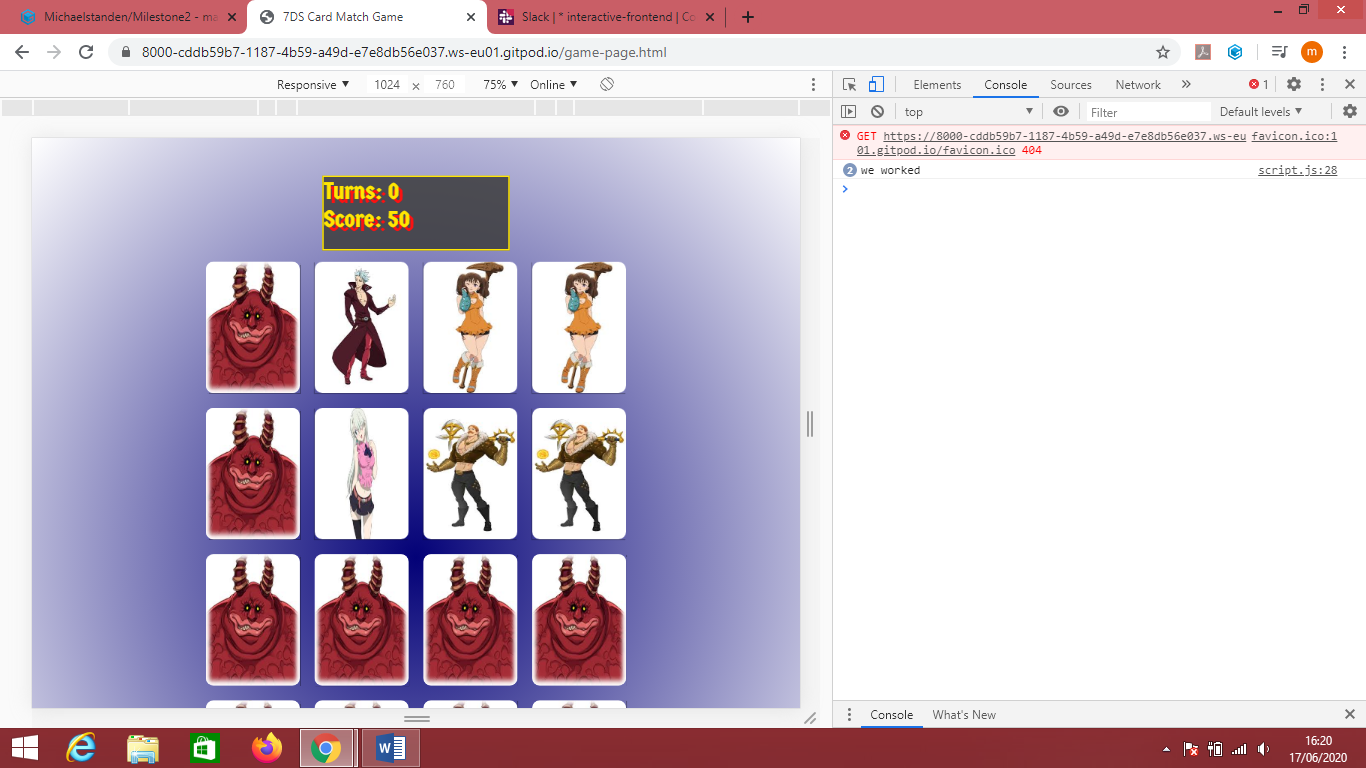 Michaelstanden/Milestone2 - ma
7DS Card Match Game
Slack | * interactive-frontend | Co
8000-cddb59b7-1187-4b59-a49d-e7e8db56e037.ws-eu01.gitpod.io/game-page.html
m
Responsive 1024 × 760 75% Online
Elements Console Sources Network » 1
top Filter Default levels
GET https://8000-cddb59b7-1187-4b59-a49d-e7e8db56e037.ws-eu favicon.ico:1
01.gitpod.io/favicon.ico 404
2 we worked script.js:28
Turns: 0
Score: 50
Console What's New
16:20
17/06/2020